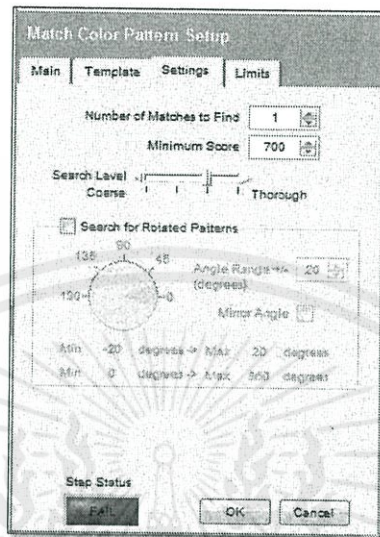 Match Color Pattern Setup
Main Template Settings Limits
Number of Matches to Find 1
Minimum Score 700
Search Level
Coarse Thorough
Search for Rotated Patterns
90
135 45
180 0
Angle Range +/- 20
(degrees)
Mirror Angle
Min -20 degrees -> Max 20 degrees
Min 0 degrees -> Max 360 degrees
Step Status
FAIL OK Cancel